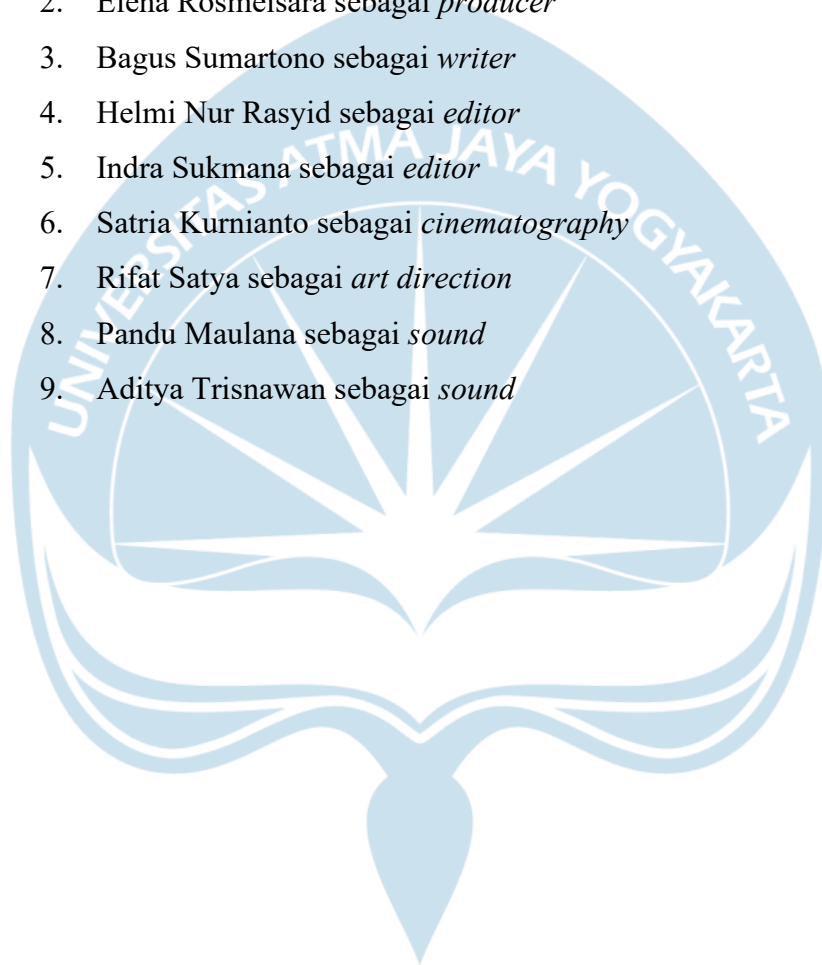 2. Elena Rosmeisara sebagai producer
3. Bagus Sumartono sebagai writer
4. Helmi Nur Rasyid sebagai editor
5. Indra Sukmana sebagai editor
6. Satria Kurnianto sebagai cinematography
7. Rifat Satya sebagai art direction
8. Pandu Maulana sebagai sound
9. Aditya Trisnawan sebagai sound
UNIVERSITAS ATMA JAYA YOGYAKARTA